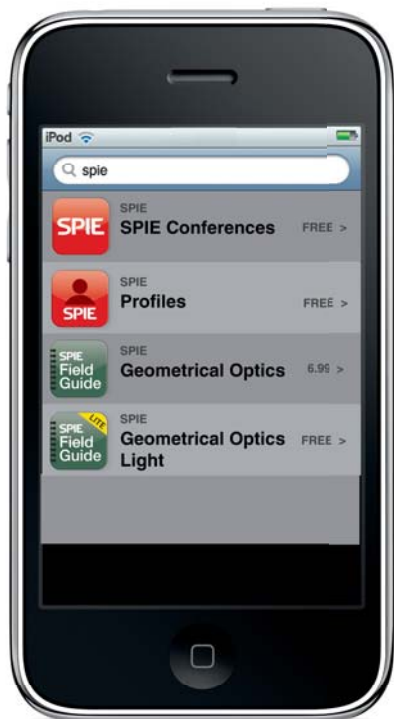 iPod
spie
SPIE
SPIE
SPIE Conferences
FREE >
SPIE
SPIE
Profiles
FREE >
SPIE
Field
Guide
SPIE
Geometrical Optics
6.99 >
LITE
SPIE
Field
Guide
SPIE
Geometrical Optics
Light
FREE >